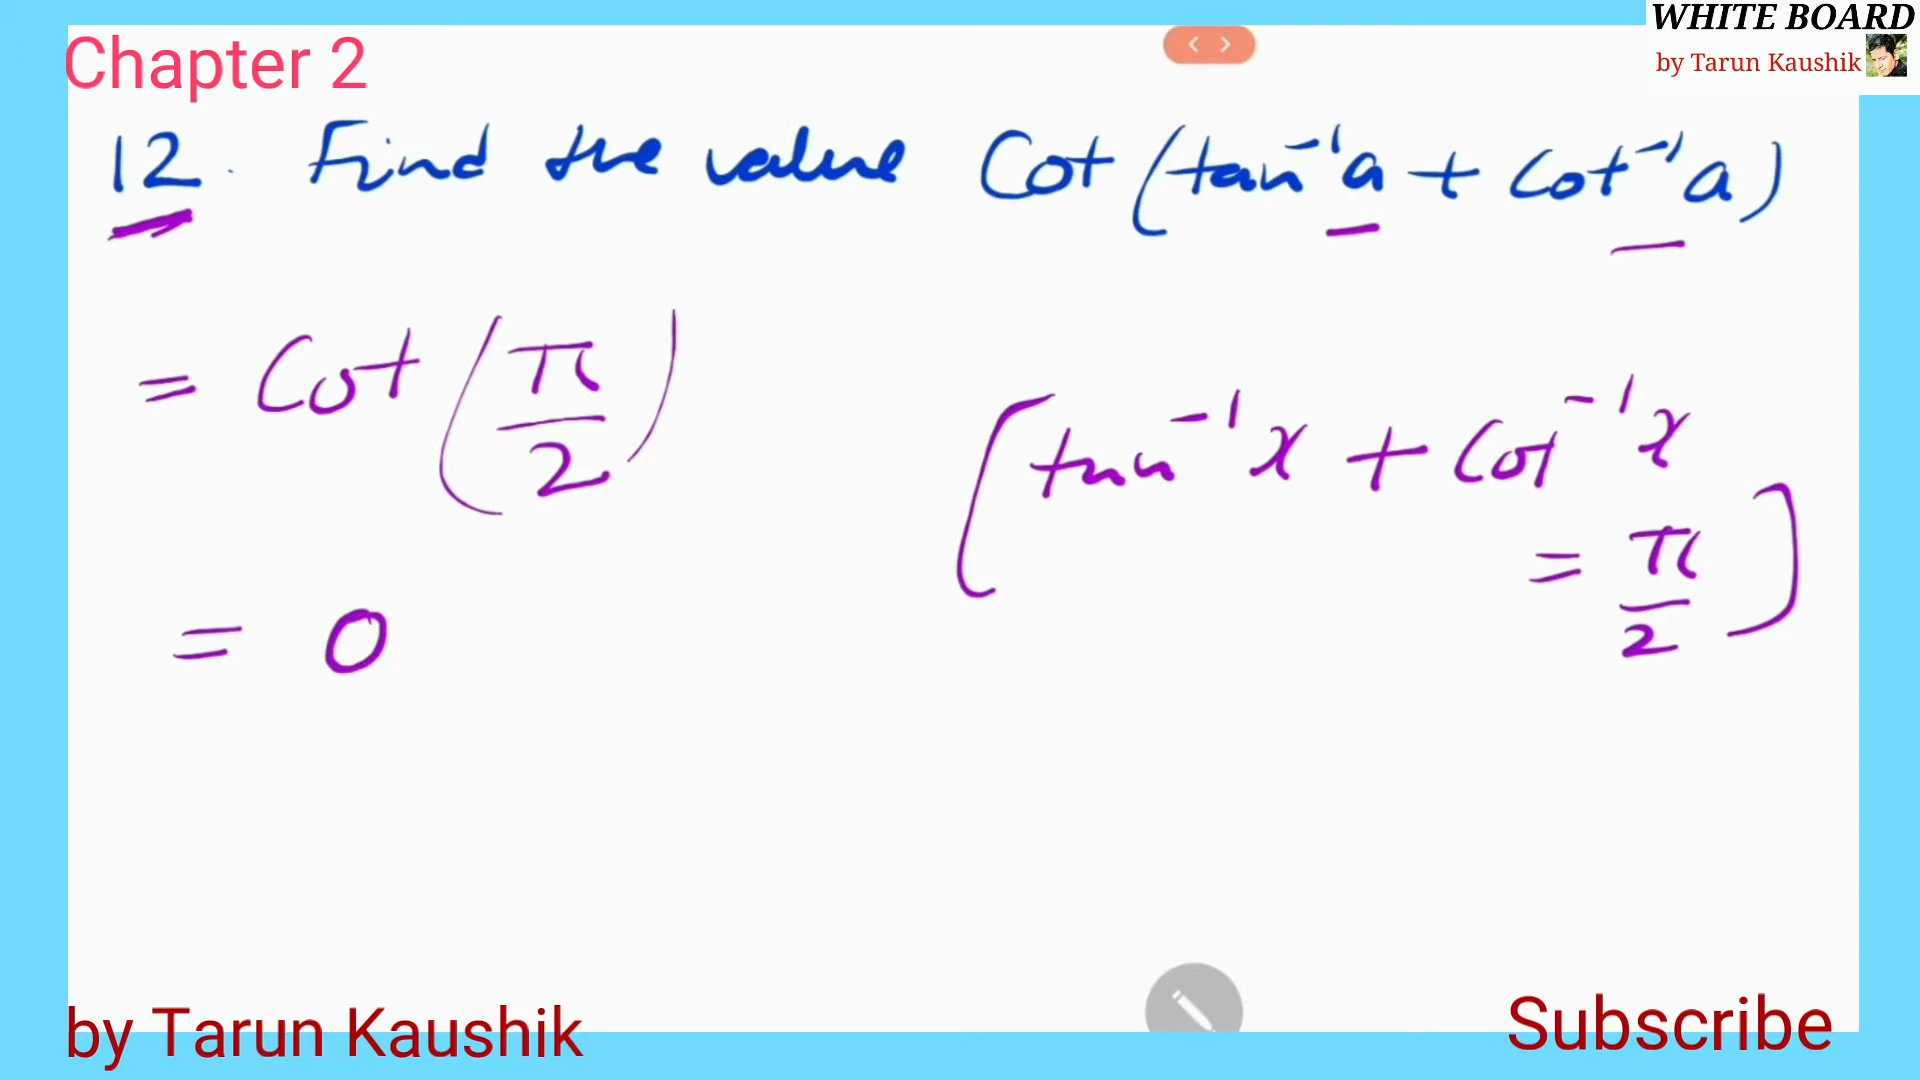 WHITE BOARD
by Tarun Kaushik
Chapter 2
12. Find the value Cot (tan⁻¹a + Cot⁻¹a)
= Cot (π/2)
[tan⁻¹x + Cot⁻¹x
= π/2]
= 0
by Tarun Kaushik
Subscribe